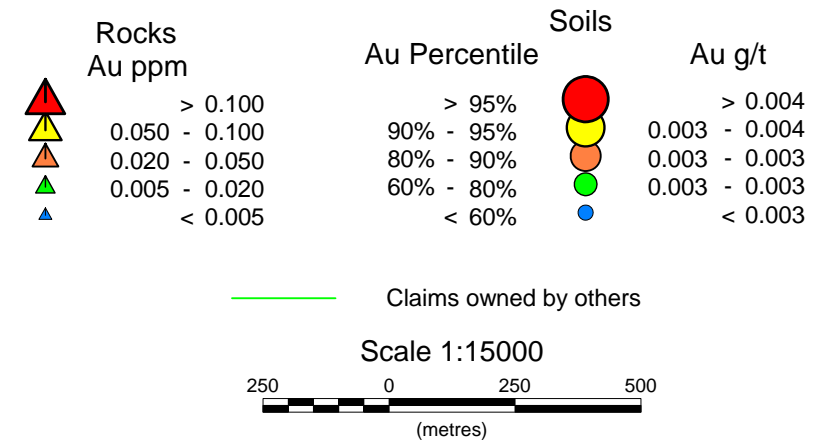 Rocks
Au ppm
> 0.100
0.050 - 0.100
0.020 - 0.050
0.005 - 0.020
< 0.005
Soils
Au Percentile Au g/t
> 95% > 0.004
90% - 95% 0.003 - 0.004
80% - 90% 0.003 - 0.003
60% - 80% 0.003 - 0.003
< 60% < 0.003
Claims owned by others
Scale 1:15000
250 0 250 500
(metres)